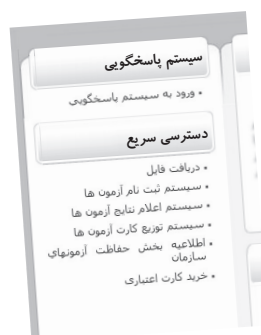 سیستم پاسخگویی
• ورود به سیستم پاسخگویی
دسترسی سریع
• دریافت فایل
• سیستم ثبت نام آزمون ها
• سیستم اعلام نتایج آزمون ها
• سیستم توزیع کارت آزمون ها
• اطلاعیه بخش حفاظت آزمونهای
سازمان
• خرید کارت اعتباری